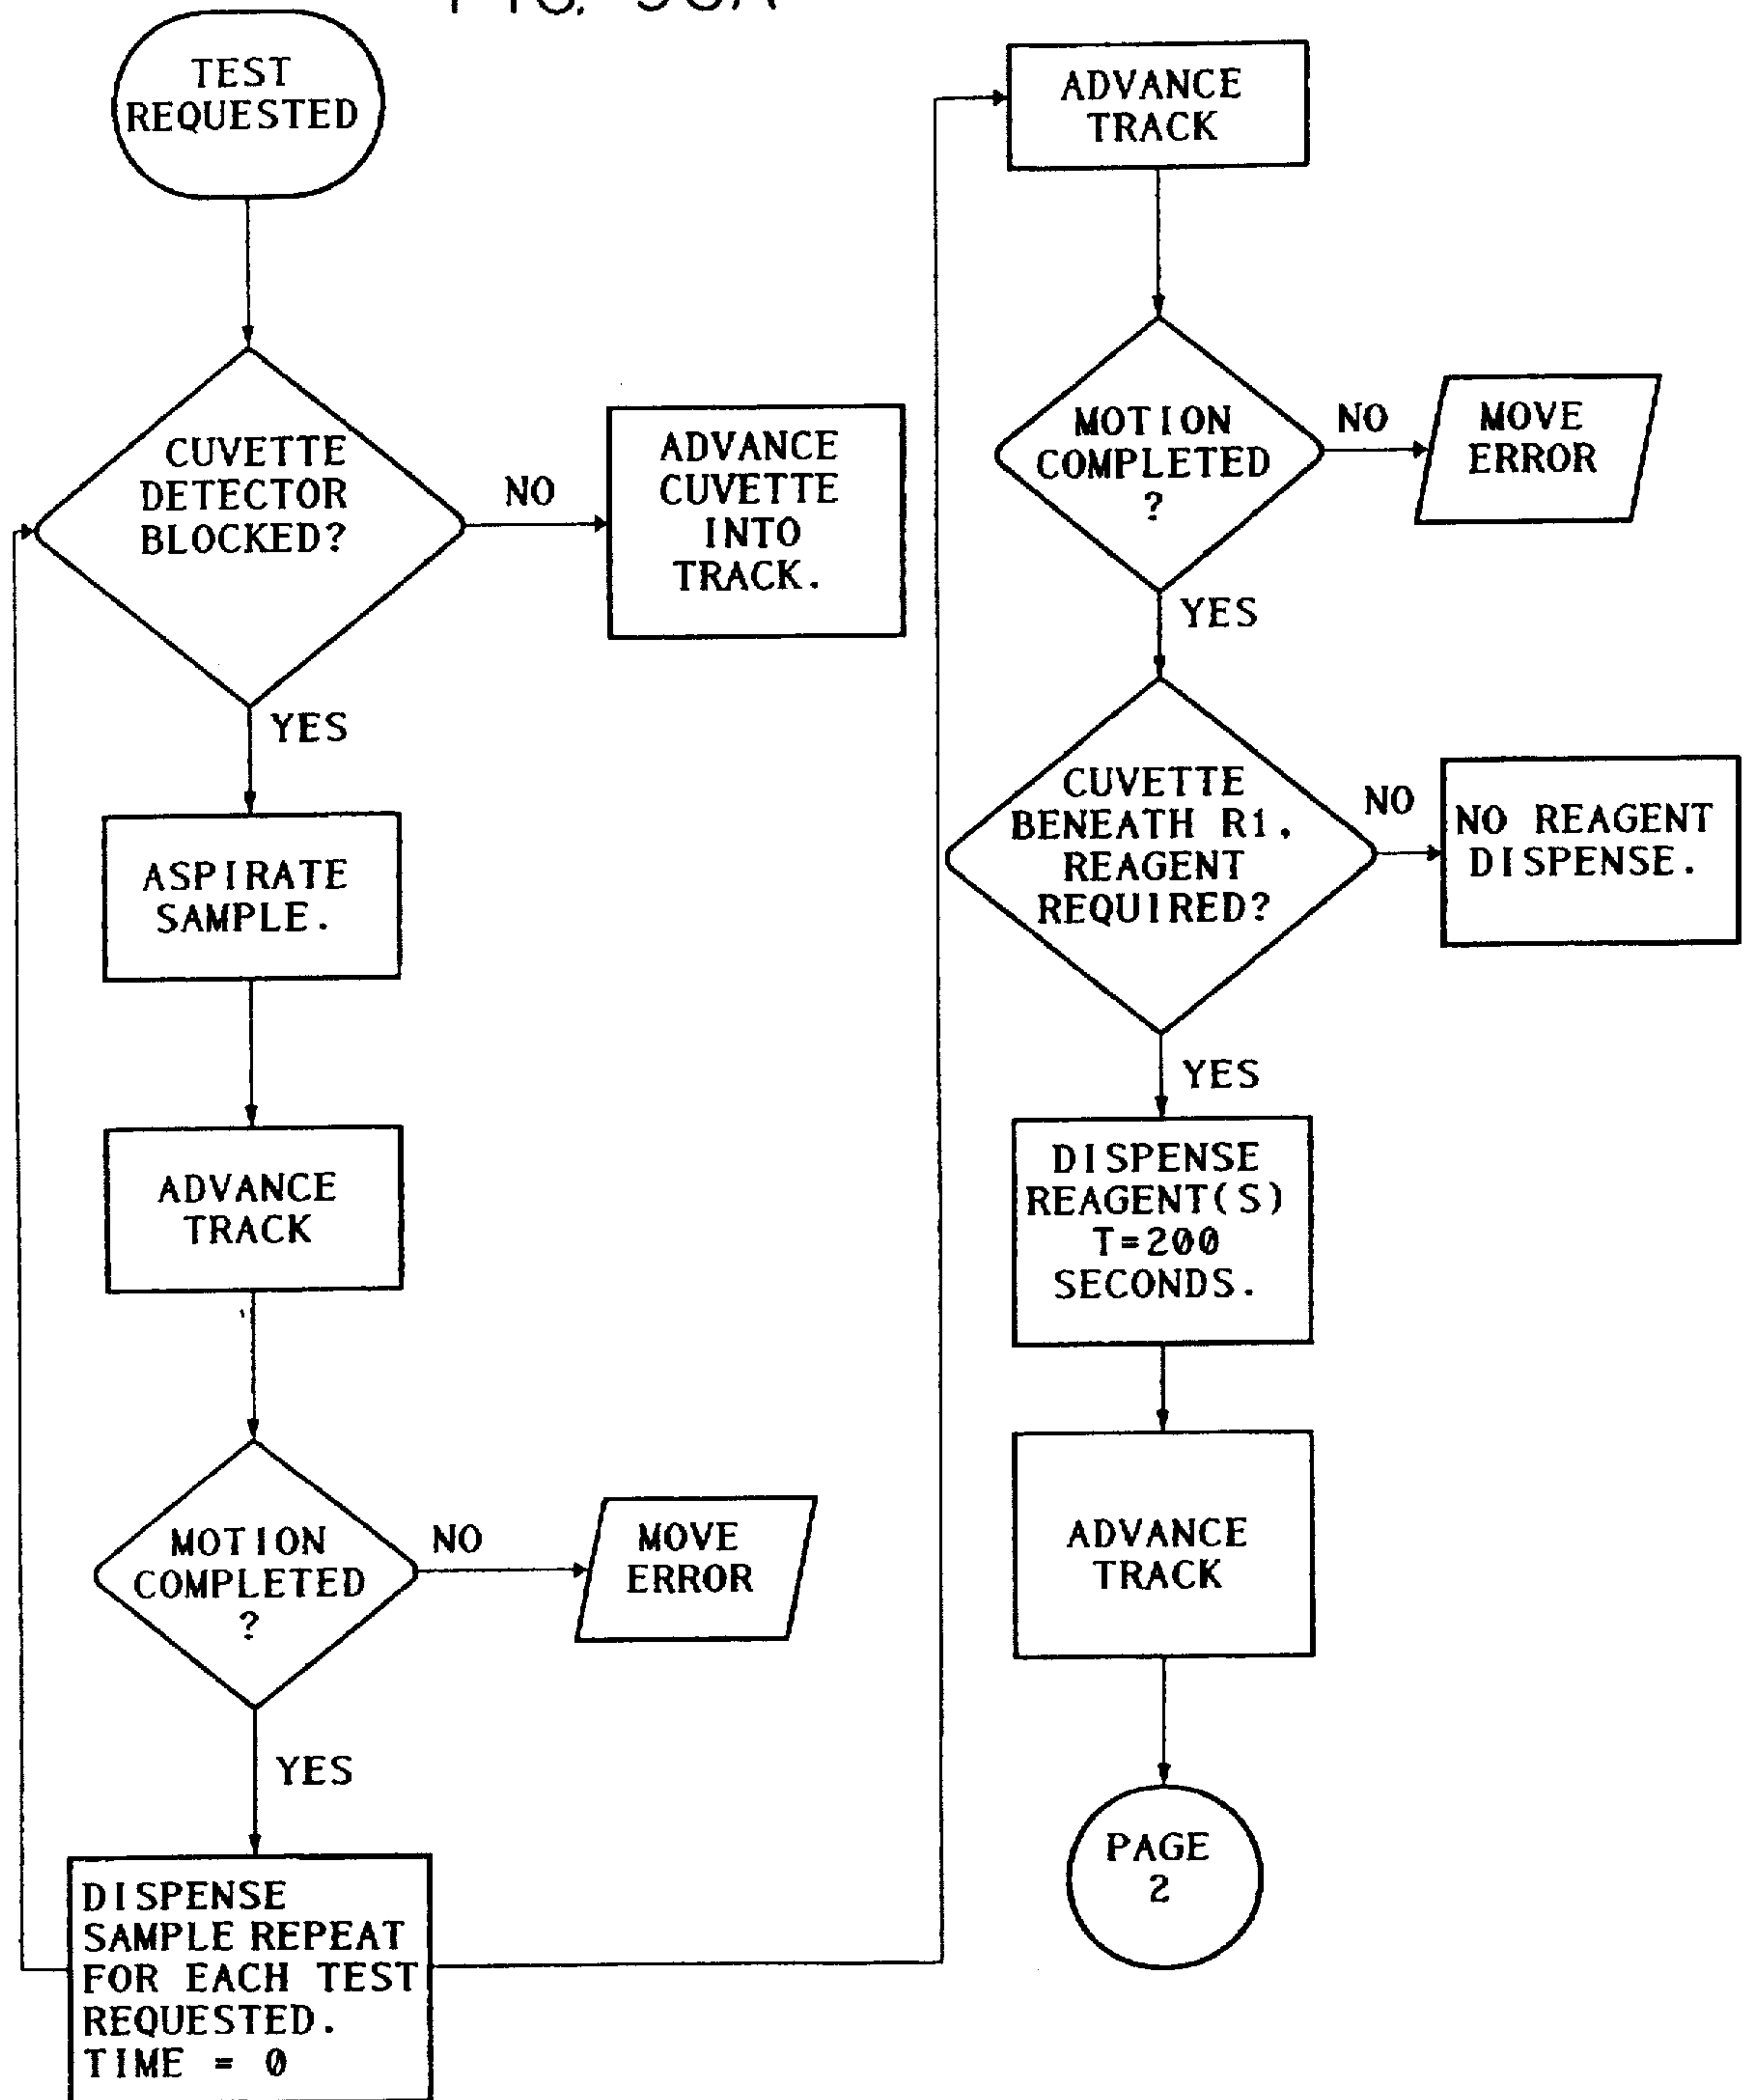 TEST
REQUESTED
CUVETTE
DETECTOR
BLOCKED?
NO
ADVANCE
CUVETTE
INTO
TRACK.
YES
ASPIRATE
SAMPLE.
ADVANCE
TRACK
MOTION
COMPLETED
?
NO
MOVE
ERROR
YES
DISPENSE
SAMPLE REPEAT
FOR EACH TEST
REQUESTED.
TIME = 0
ADVANCE
TRACK
MOTION
COMPLETED
?
NO
MOVE
ERROR
YES
CUVETTE
BENEATH R1,
REAGENT
REQUIRED?
NO
NO REAGENT
DISPENSE.
YES
DISPENSE
REAGENT(S)
T=200
SECONDS.
ADVANCE
TRACK
PAGE
2